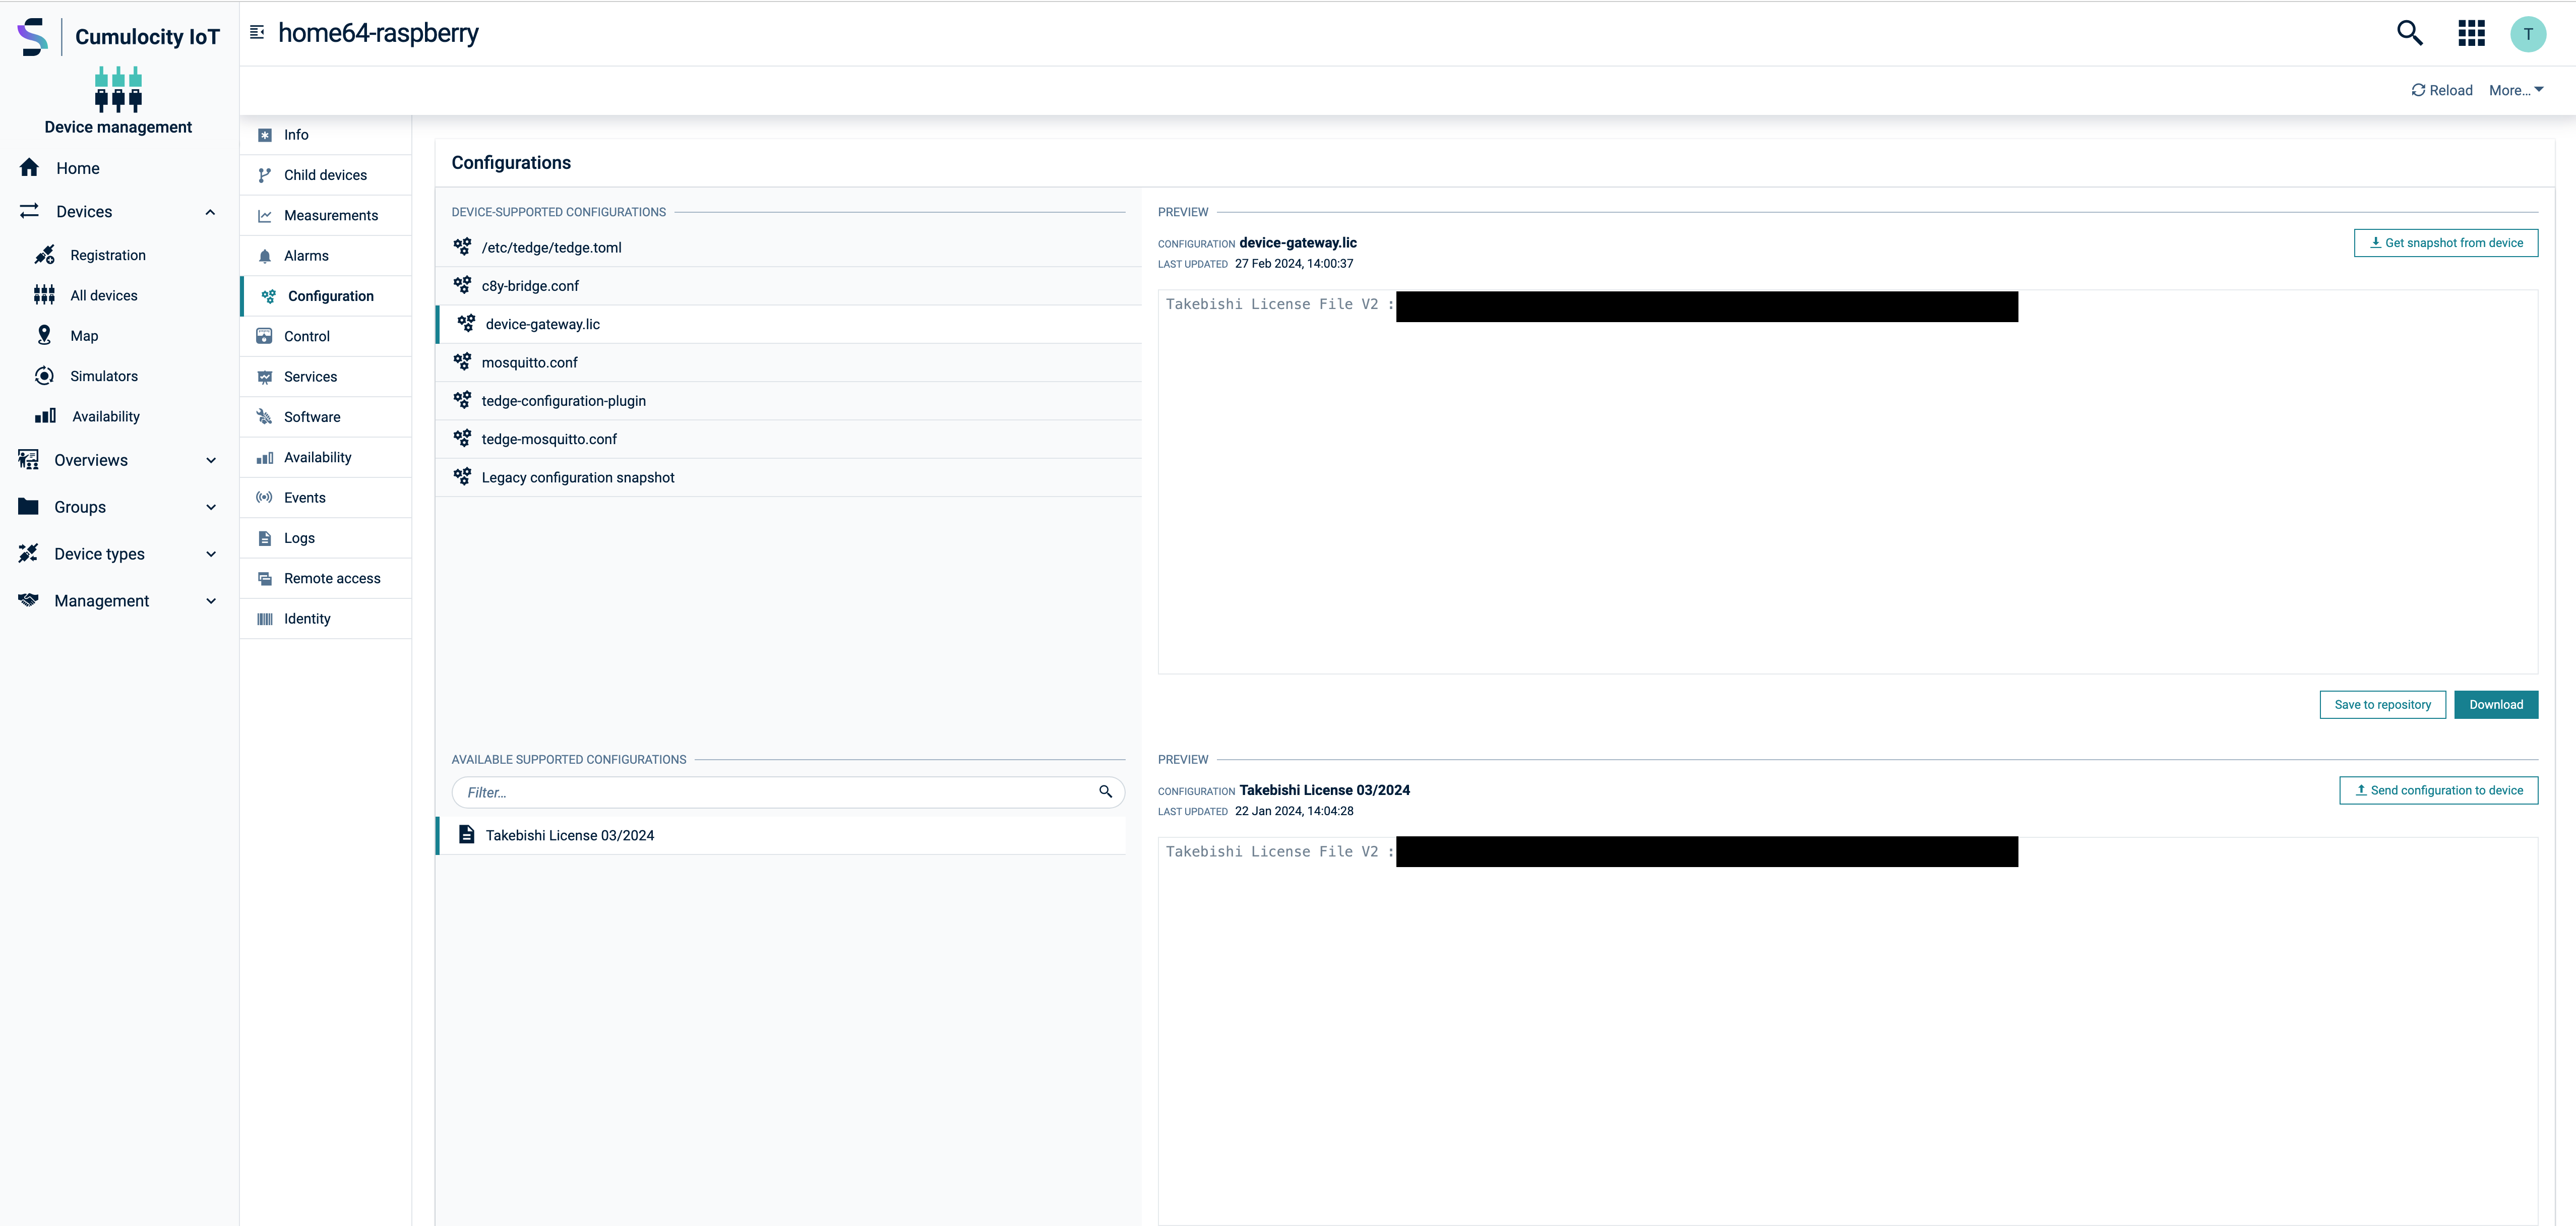 Cumulocity IoT
Device management
Home
Devices
Registration
All devices
Map
Simulators
Availability
Overviews
Groups
Device types
Management
home64-raspberry
T
Reload More...
Info
Child devices
Measurements
Alarms
Configuration
Control
Services
Software
Availability
Events
Logs
Remote access
Identity
Configurations
DEVICE-SUPPORTED CONFIGURATIONS
/etc/tedge/tedge.toml
c8y-bridge.conf
device-gateway.lic
mosquitto.conf
tedge-configuration-plugin
tedge-mosquitto.conf
Legacy configuration snapshot
PREVIEW
CONFIGURATION device-gateway.lic
Get snapshot from device
LAST UPDATED 27 Feb 2024, 14:00:37
Takebishi License File V2 :
Save to repository Download
AVAILABLE SUPPORTED CONFIGURATIONS
Filter...
Takebishi License 03/2024
PREVIEW
CONFIGURATION Takebishi License 03/2024
Send configuration to device
LAST UPDATED 22 Jan 2024, 14:04:28
Takebishi License File V2 :